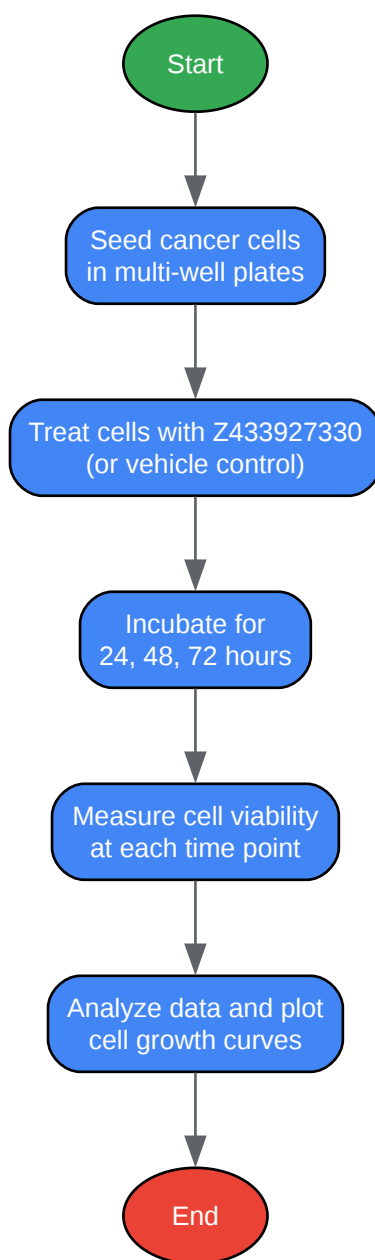 Start
Seed cancer cells
in multi-well plates
Treat cells with Z433927330
(or vehicle control)
Incubate for
24, 48, 72 hours
Measure cell viability
at each time point
Analyze data and plot
cell growth curves
End